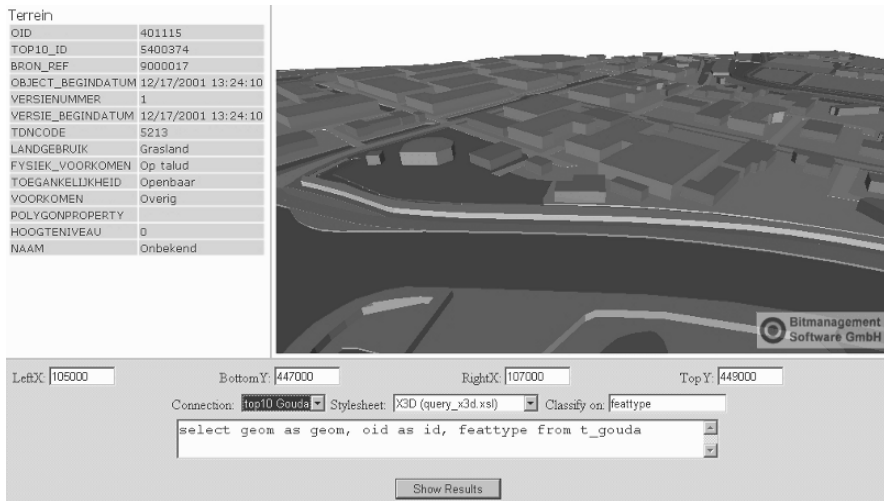 Terrein
OID 401115
TOP10_ID 5400374
BRON_REF 9000017
OBJECT_BEGINDATUM 12/17/2001 13:24:10
VERSIENUMMER 1
VERSIE_BEGINDATUM 12/17/2001 13:24:10
TDNCODE 5213
LANDGEBRUIK Grasland
FYSIEK_VOORKOMEN Op talud
TOEGANKELIJKHEID Openbaar
VOORKOMEN Overig
POLYGONPROPERTY
HOOGTENIVEAU 0
NAAM Onbekend
Bitmanagement
Software GmbH
LeftX: 105000 BottomY: 447000 RightX: 107000 TopY: 449000
Connection: top10 Gouda Stylesheet: X3D (query_x3d.xsl) Classify on: feattype
select geom as geom, oid as id, feattype from t_gouda
Show Results